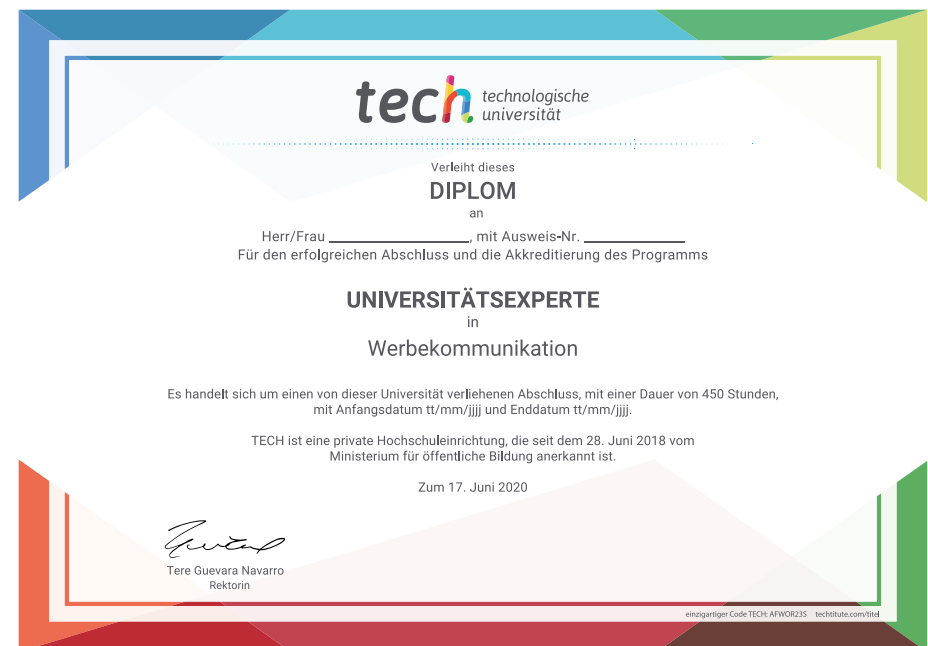 tech technologische
universität
Verleiht dieses
DIPLOM
an
Herr/Frau ____________________, mit Ausweis-Nr. ______________
Für den erfolgreichen Abschluss und die Akkreditierung des Programms
UNIVERSITÄTSEXPERTE
in
Werbekommunikation
Es handelt sich um einen von dieser Universität verliehenen Abschluss, mit einer Dauer von 450 Stunden,
mit Anfangsdatum tt/mm/jjjj und Enddatum tt/mm/jjjj.
TECH ist eine private Hochschuleinrichtung, die seit dem 28. Juni 2018 vom
Ministerium für öffentliche Bildung anerkannt ist.
Zum 17. Juni 2020
Tere Guevara Navarro
Rektorin
einzigartiger Code TECH: AFWOR23S techtitute.com/titel